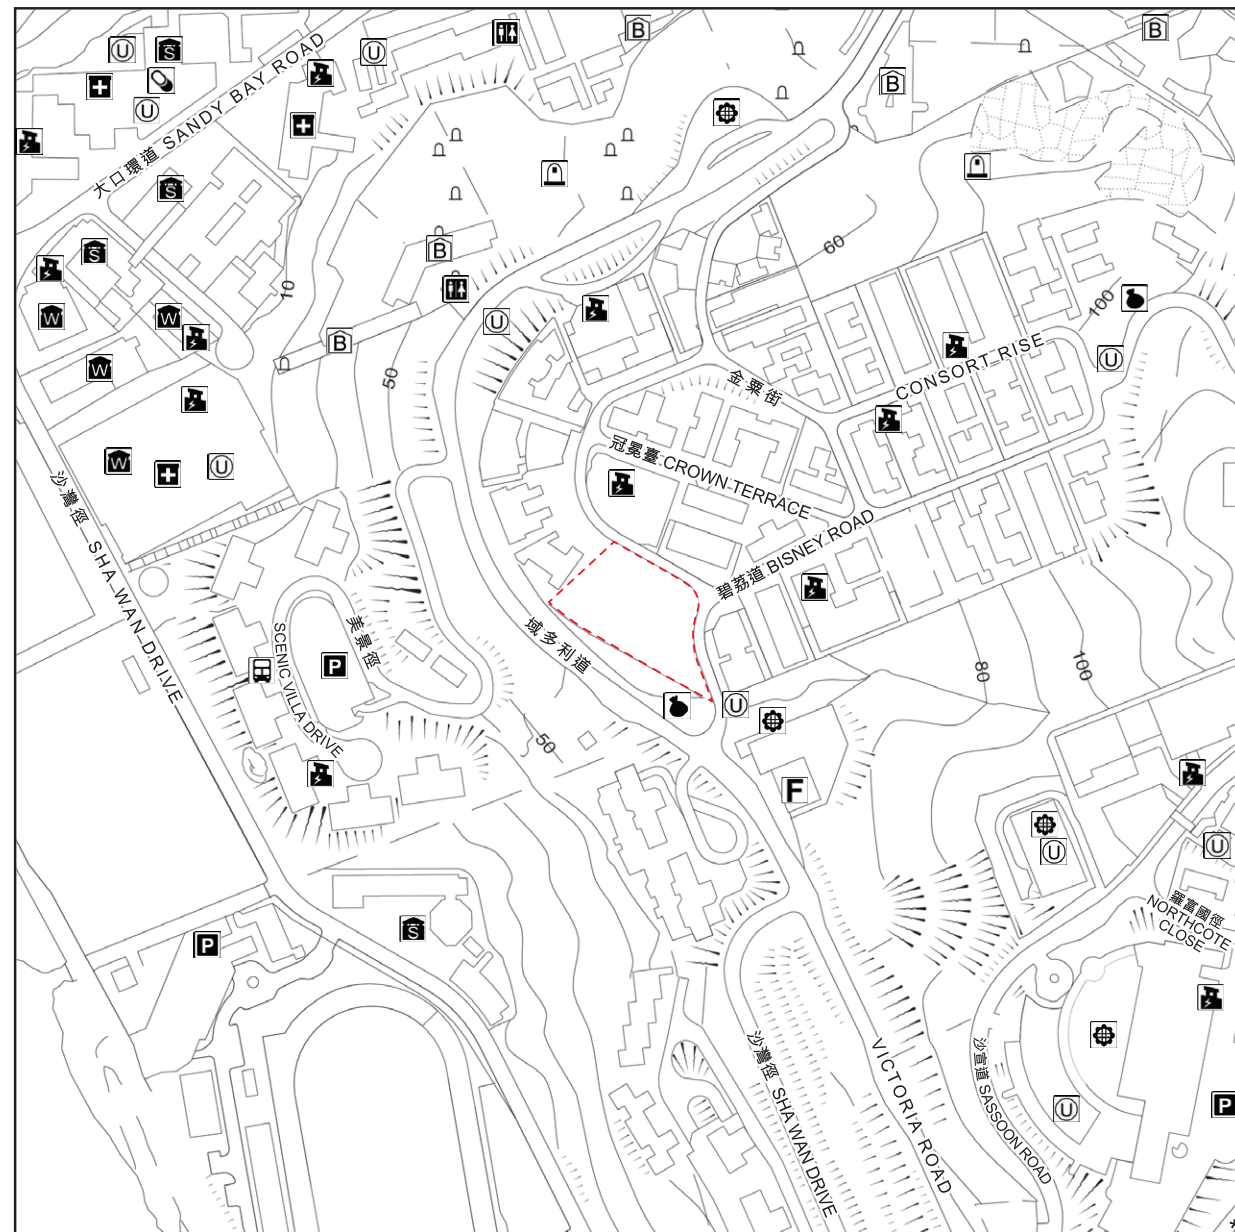 U
S
B
B
U
大口環道 SANDY BAY ROAD
B
U
S
60
B
S
10
100
W
W
U
B
50
U
W
金粟街
CONSORT RISE
冠冕臺 CROWN TERRACE
W
U
沙灣徑 SHA WAN DRIVE
碧荔道 BISNEY ROAD
域多利道
美景徑
SCENIC VILLA DRIVE
P
80
100
U
50
F
U
U
羅富國徑
NORTHCOTE
CLOSE
S
P
沙灣徑 SHA WAN DRIVE
VICTORIA ROAD
沙宣道 SASSOON ROAD
U
P